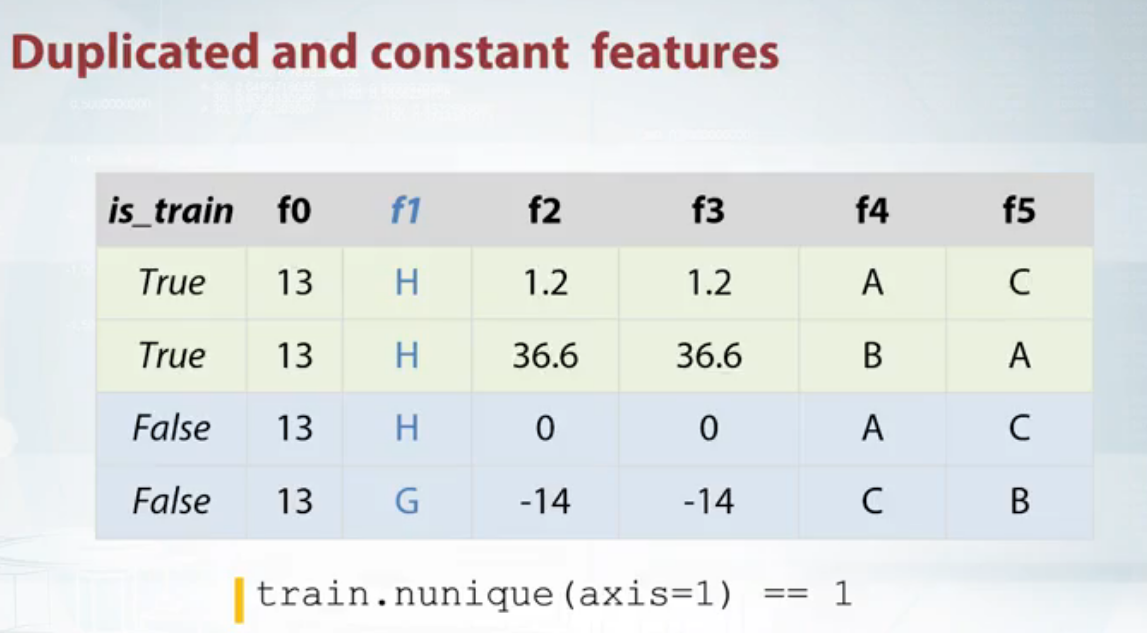 Duplicated and constant features
is_train f0 f1 f2 f3 f4 f5
True 13 H 1.2 1.2 A C
True 13 H 36.6 36.6 B A
False 13 H 0 0 A C
False 13 G -14 -14 C B
train.nunique(axis=1) == 1